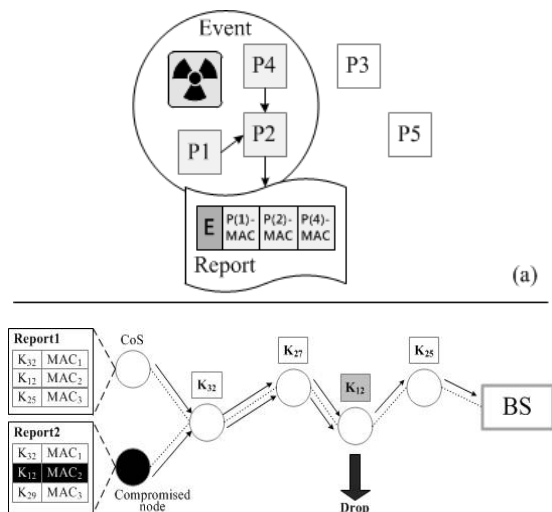 Event
P4
P3
P1
P2
P5
E
P(1)-
MAC
P(2)-
MAC
P(4)-
MAC
Report
(a)
Report1
K32 MAC1
K12 MAC2
K25 MAC3
CoS
K32
K27
K12
K25
BS
Report2
K32 MAC1
K12 MAC2
K29 MAC3
Compromised
node
Drop